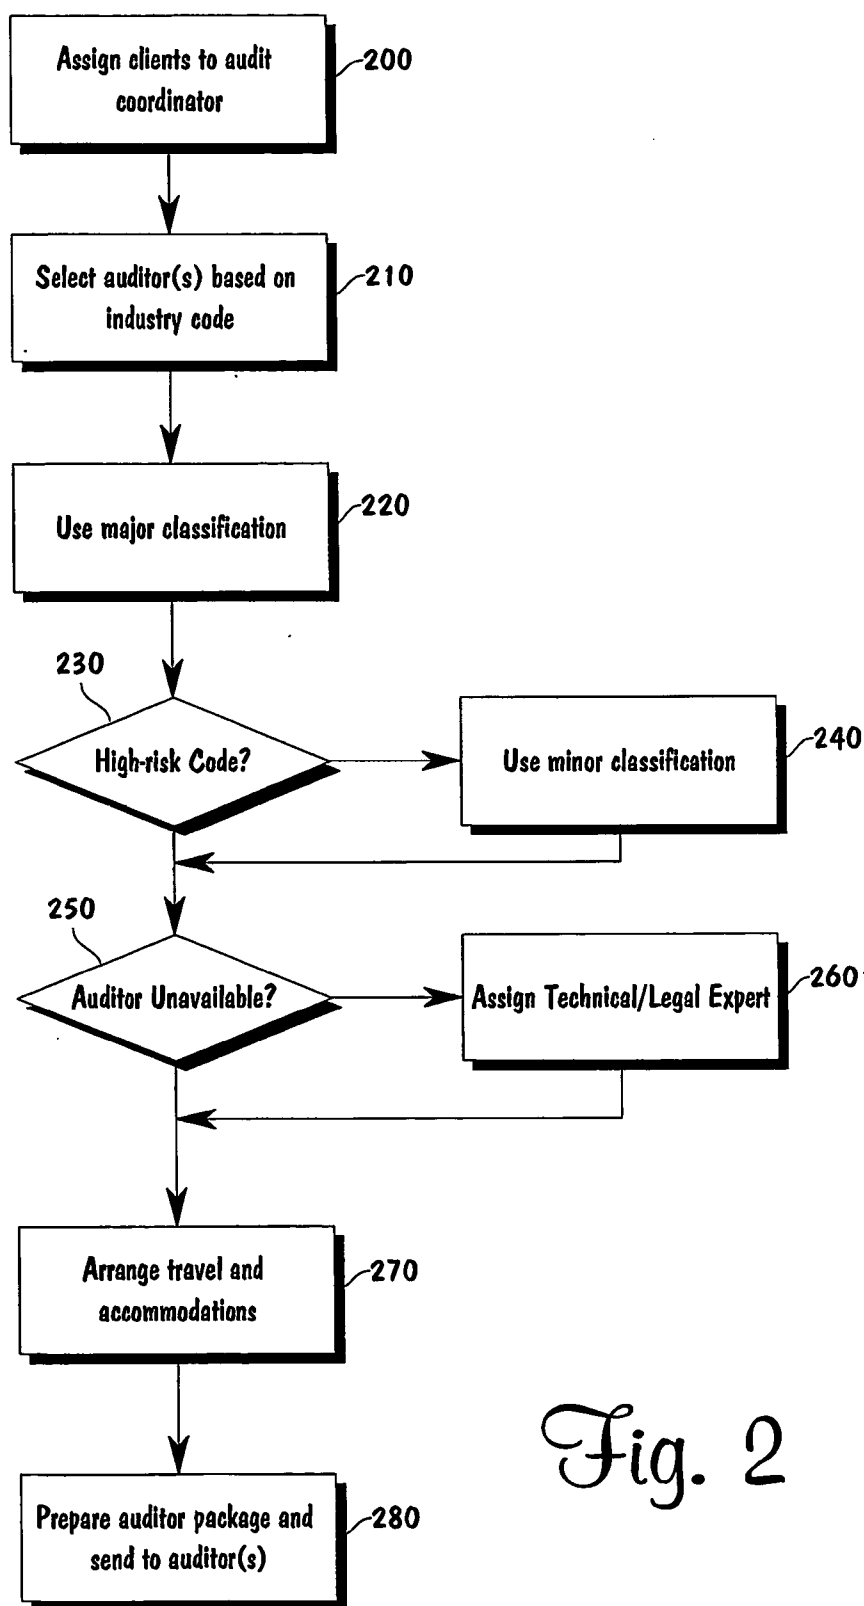 Assign clients to audit
coordinator
200
Select auditor(s) based on
industry code
210
Use major classification
220
230
High-risk Code?
Use minor classification
240
250
Auditor Unavailable?
Assign Technical/Legal Expert
260
Arrange travel and
accommodations
270
Prepare auditor package and
send to auditor(s)
280
Fig. 2